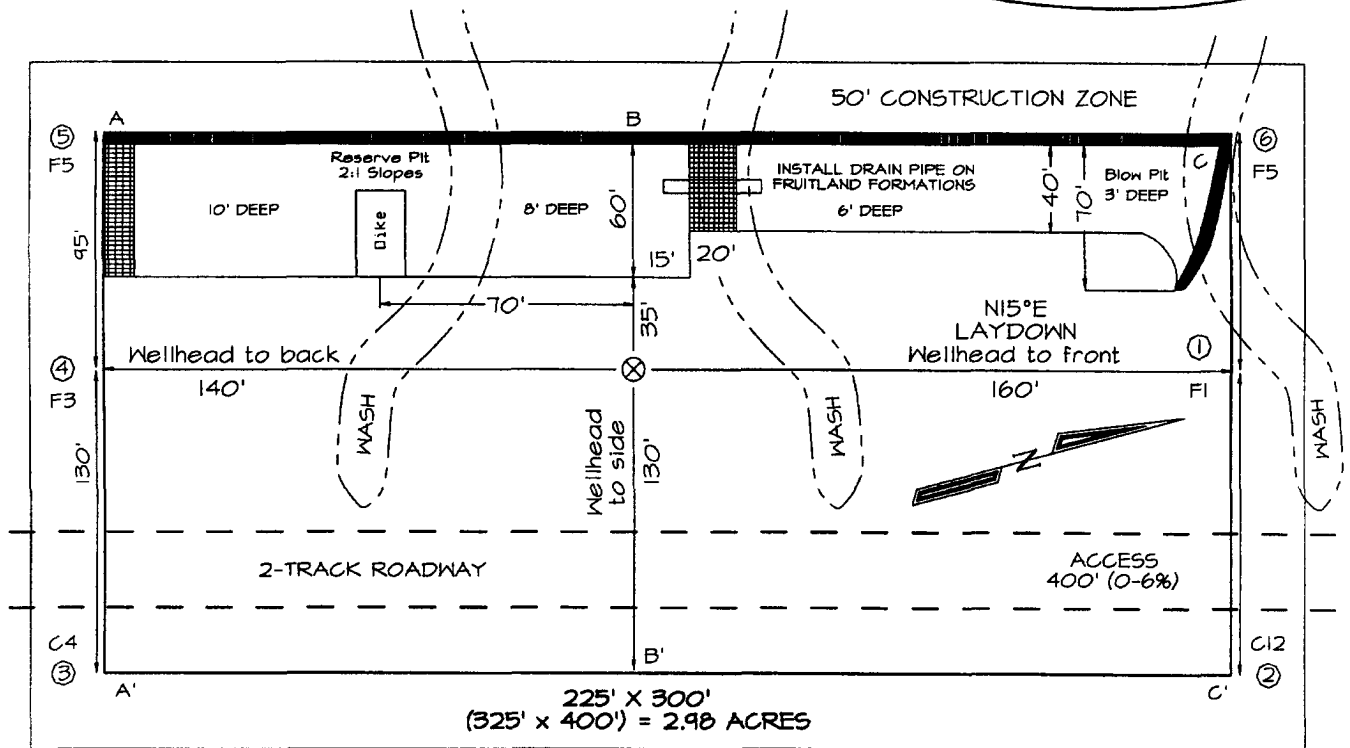 50' CONSTRUCTION ZONE
A
B
⑤
F5
⑥
F5
C
Reserve Pit
2:1 Slopes
10' DEEP
Dike
8' DEEP
60'
INSTALL DRAIN PIPE ON
FRUITLAND FORMATIONS
6' DEEP
40'
70'
Blow Pit
3' DEEP
95'
15'
20'
70'
35'
N15°E
LAYDOWN
Wellhead to back
Wellhead to front
①
④
F3
140'
160'
F1
WASH
WASH
WASH
130'
Wellhead
to side
130'
N
2-TRACK ROADWAY
ACCESS
400' (0-6%)
C4
③
A'
B'
C12
②
C'
225' X 300'
(325' x 400') = 2.98 ACRES